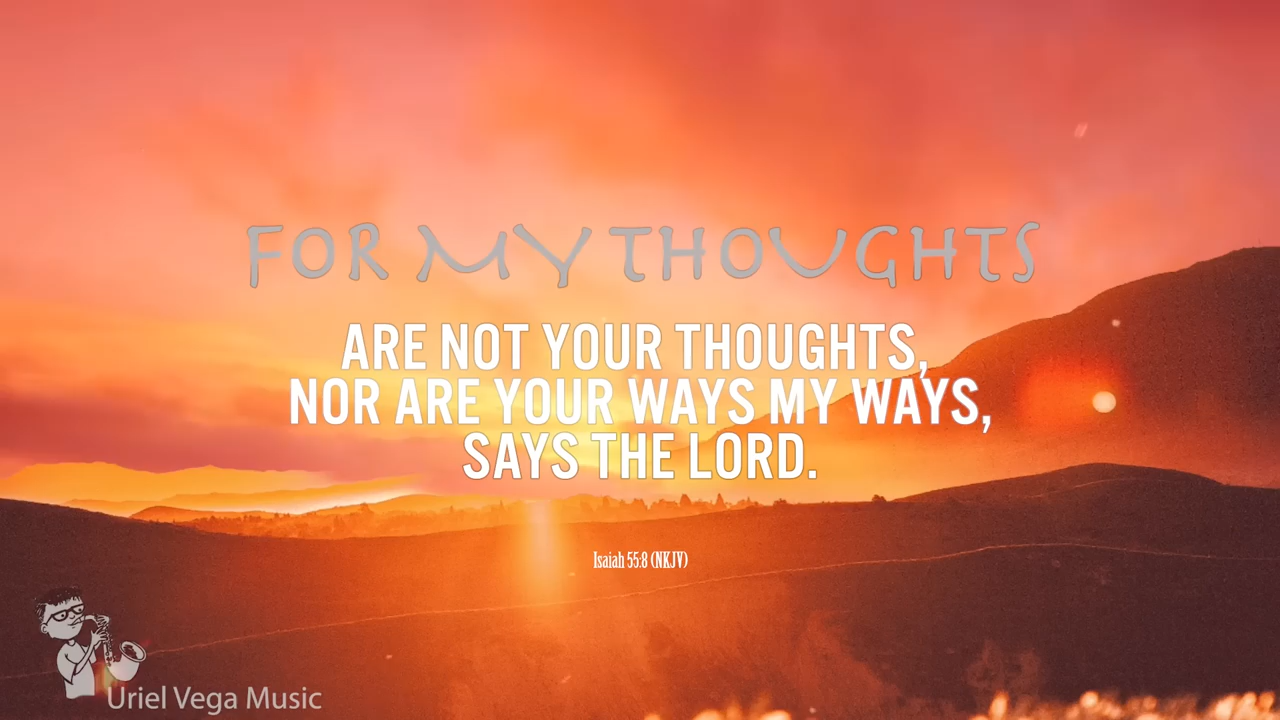 FOR MY THOUGHTS
ARE NOT YOUR THOUGHTS,
NOR ARE YOUR WAYS MY WAYS,
SAYS THE LORD.
Isaiah 55:8 (NKJV)
Uriel Vega Music